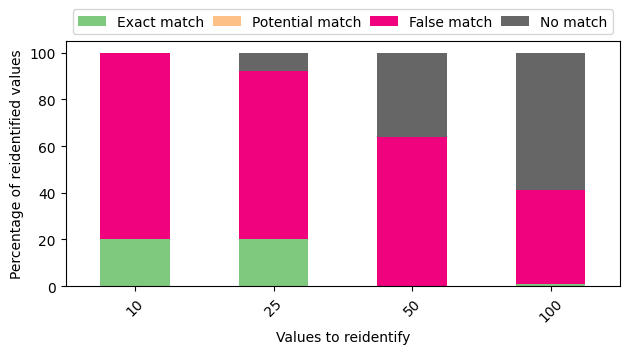 Exact match Potential match False match No match
Percentage of reidentified values
100
80
60
40
20
0
10 25 50 100
Values to reidentify